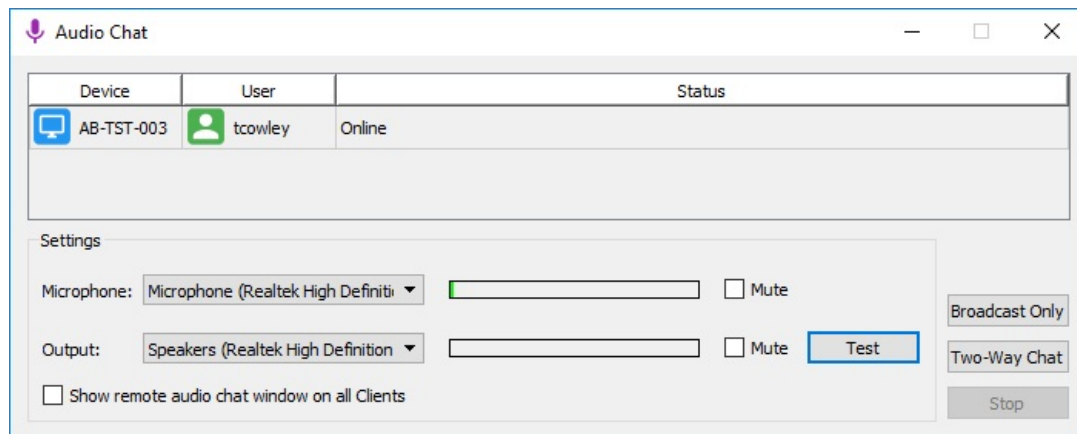 Audio Chat
Device User Status
AB-TST-003 tcowley Online
Settings
Microphone: Microphone (Realtek High Definiti Mute
Broadcast Only
Output: Speakers (Realtek High Definition Mute Test
Two-Way Chat
Show remote audio chat window on all Clients
Stop